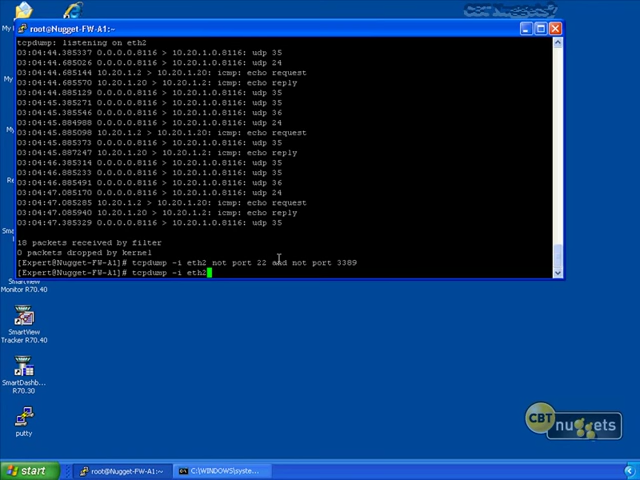 CBT Nuggets
root@Nugget-FW-A1:~
tcpdump: listening on eth2
03:04:44.385337 0.0.0.0.8116 > 10.20.1.0.8116: udp 35
03:04:44.685026 0.0.0.0.8116 > 10.20.1.0.8116: udp 24
03:04:44.685144 10.20.1.2 > 10.20.1.20: icmp: echo request
03:04:44.685570 10.20.1.20 > 10.20.1.2: icmp: echo reply
03:04:44.885129 0.0.0.0.8116 > 10.20.1.0.8116: udp 35
03:04:45.385271 0.0.0.0.8116 > 10.20.1.0.8116: udp 35
03:04:45.385546 0.0.0.0.8116 > 10.20.1.0.8116: udp 36
03:04:45.884988 0.0.0.0.8116 > 10.20.1.0.8116: udp 24
03:04:45.885098 10.20.1.2 > 10.20.1.20: icmp: echo request
03:04:45.885373 0.0.0.0.8116 > 10.20.1.0.8116: udp 35
03:04:45.887247 10.20.1.20 > 10.20.1.2: icmp: echo reply
03:04:46.385314 0.0.0.0.8116 > 10.20.1.0.8116: udp 35
03:04:46.885233 0.0.0.0.8116 > 10.20.1.0.8116: udp 35
03:04:46.885491 0.0.0.0.8116 > 10.20.1.0.8116: udp 36
03:04:47.085170 0.0.0.0.8116 > 10.20.1.0.8116: udp 24
03:04:47.085285 10.20.1.2 > 10.20.1.20: icmp: echo request
03:04:47.085940 10.20.1.20 > 10.20.1.2: icmp: echo reply
03:04:47.385329 0.0.0.0.8116 > 10.20.1.0.8116: udp 35
18 packets received by filter
0 packets dropped by kernel
[Expert@Nugget-FW-A1]# tcpdump -i eth2 not port 22 and not port 3389
[Expert@Nugget-FW-A1]# tcpdump -i eth2
Monitor R70.40
SmartView
Tracker R70.40
SmartDashb...
R70.30
putty
CBT
nuggets
start
root@Nugget-FW-A1:~
C:\WINDOWS\syste...